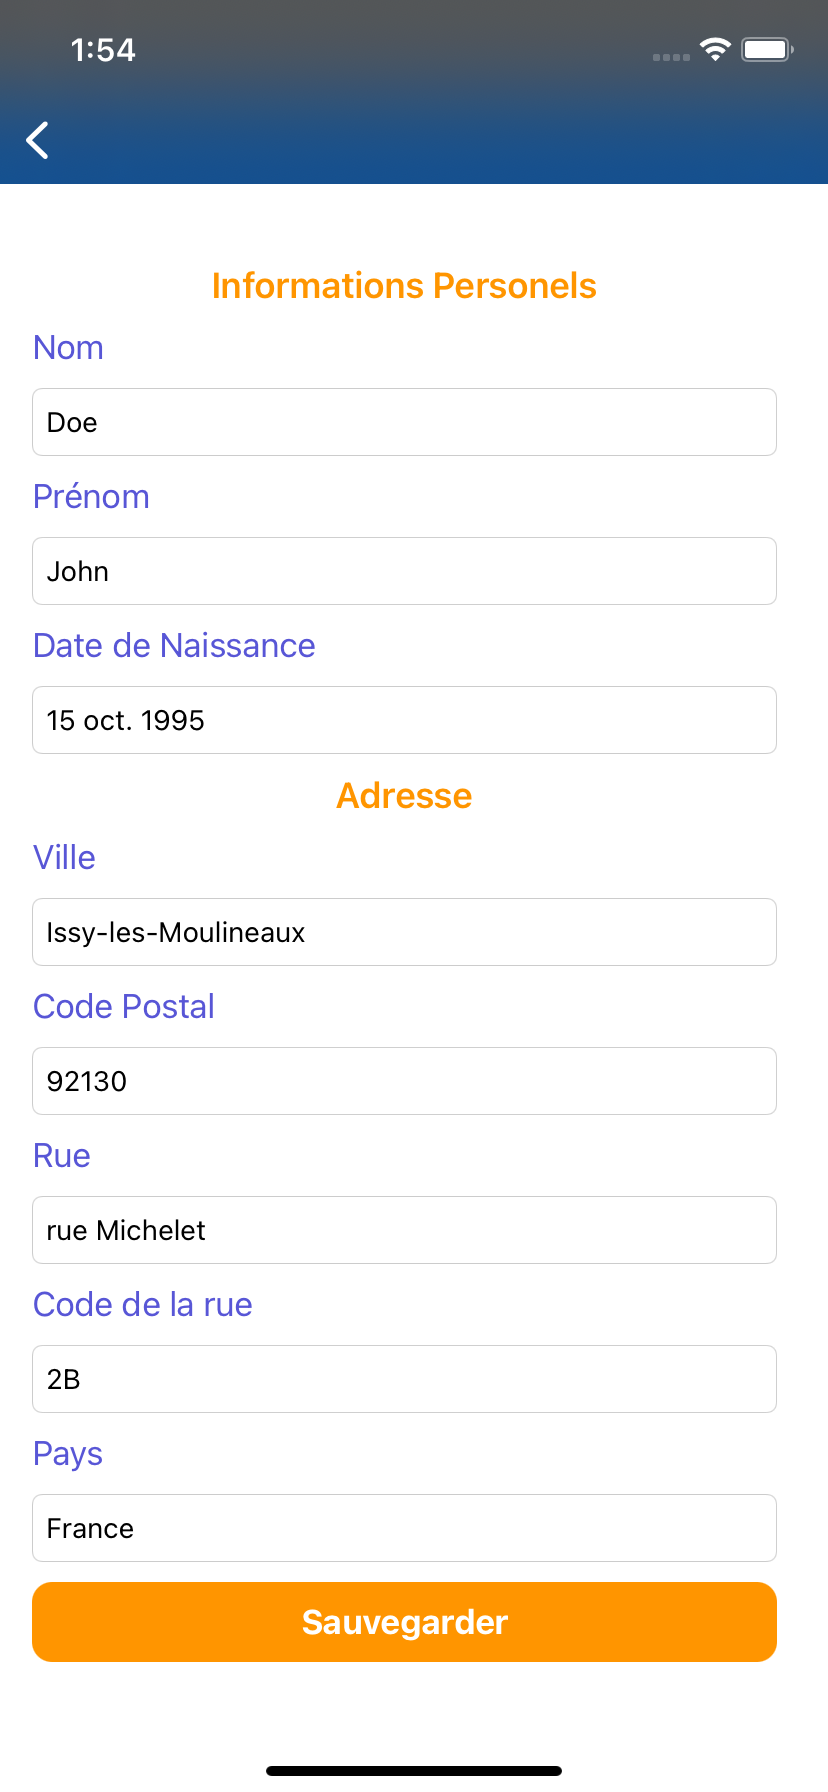 1:54
Informations Personels
Nom
Doe
Prénom
John
Date de Naissance
15 oct. 1995
Adresse
Ville
Issy-les-Moulineaux
Code Postal
92130
Rue
rue Michelet
Code de la rue
2B
Pays
France
Sauvegarder